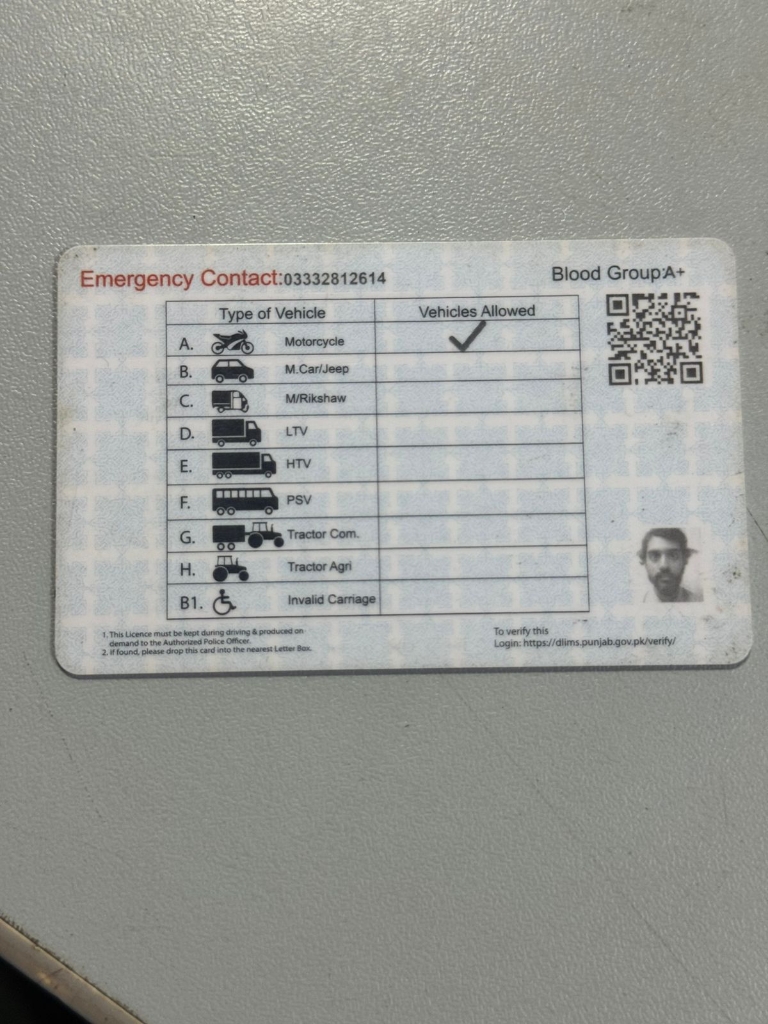 Emergency Contact:03332812614
Blood Group:A+
Type of Vehicle Vehicles Allowed
A. Motorcycle ✓
B. M.Car/Jeep
C. M/Rikshaw
D. LTV
E. HTV
F. PSV
G. Tractor Com.
H. Tractor Agri
B1. Invalid Carriage
1. This Licence must be kept during driving & produced on
demand to the Authorized Police Officer.
2. If found, please drop this card into the nearest Letter Box.
To verify this
Login: https://dlims.punjab.gov.pk/verify/